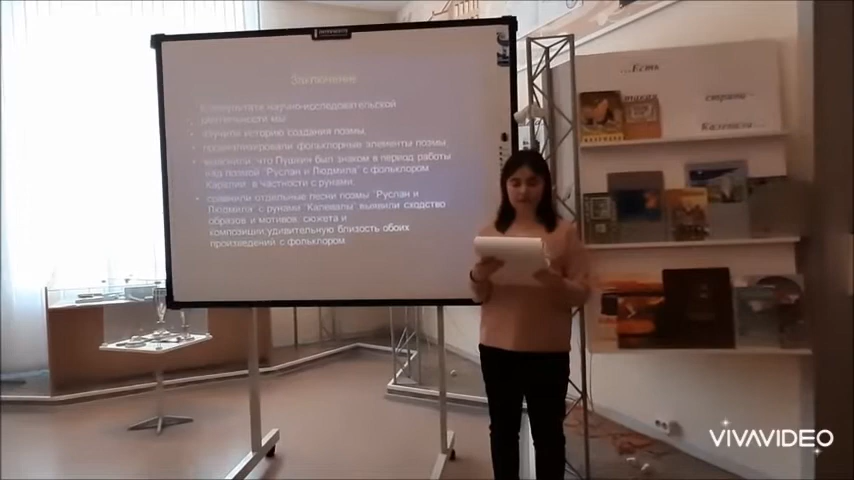 Заключение
В результате научно-исследовательской
деятельности мы:
изучили историю создания поэмы,
проанализировали фольклорные элементы поэмы,
выяснили, что Пушкин был знаком в период работы
над поэмой "Руслан и Людмила" с фольклором
Карелии, в частности с рунами.
сравнили отдельные песни поэмы "Руслан и
Людмила" с рунами "Калевалы", выявили сходство
образов и мотивов, сюжета и
композиции, удивительную близость обоих
произведений с фольклором.
...Есть
такая
страна -
Калевала...
VIVAVIDEO